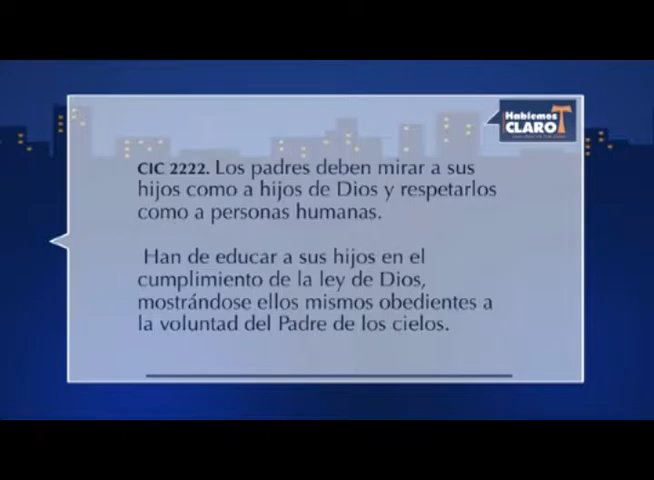 Hablemos
CLARO
CIC 2222. Los padres deben mirar a sus
hijos como a hijos de Dios y respetarlos
como a personas humanas.
Han de educar a sus hijos en el
cumplimiento de la ley de Dios,
mostrándose ellos mismos obedientes a
la voluntad del Padre de los cielos.